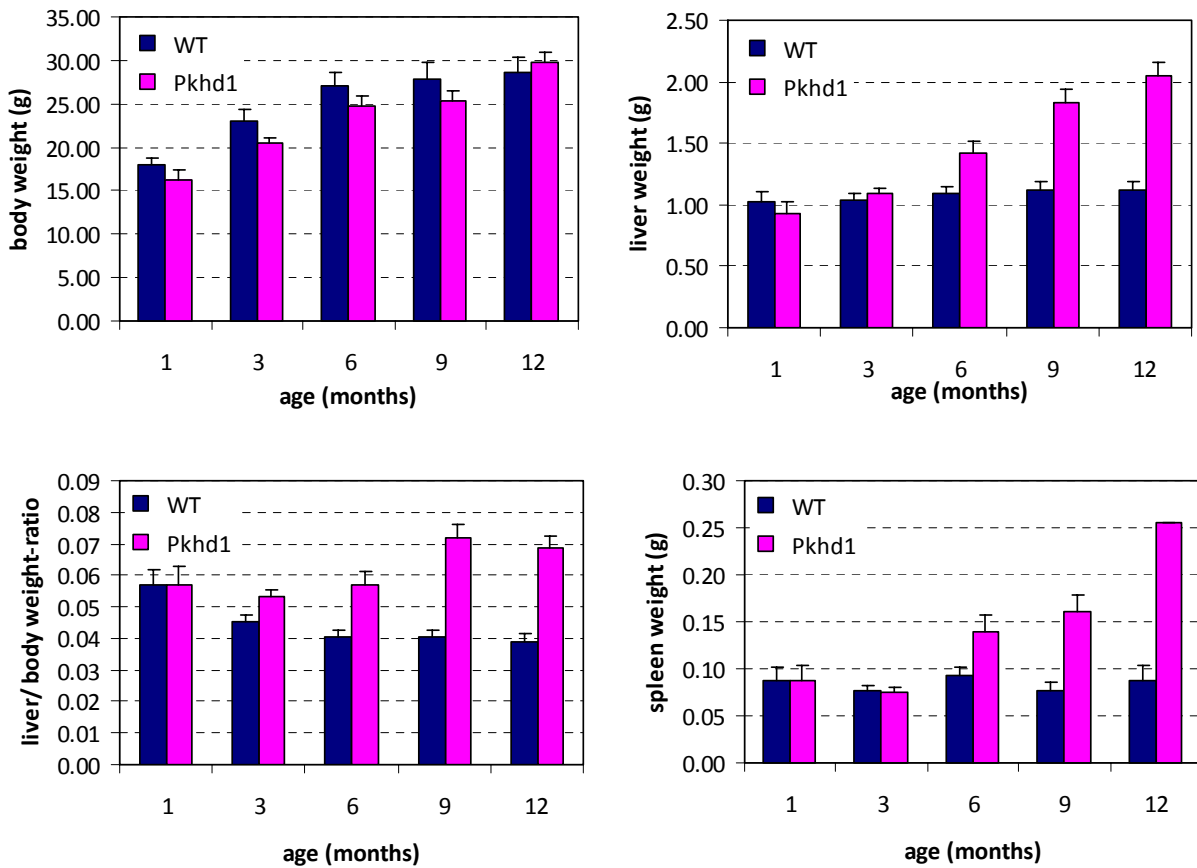 body weight (g)
35.00
30.00
25.00
20.00
15.00
10.00
5.00
0.00
WT
Pkhd1
1 3 6 9 12
age (months)
liver weight (g)
2.50
2.00
1.50
1.00
0.50
0.00
WT
Pkhd1
1 3 6 9 12
age (months)
liver/ body weight-ratio
0.09
0.08
0.07
0.06
0.05
0.04
0.03
0.02
0.01
0.00
WT
Pkhd1
1 3 6 9 12
age (months)
spleen weight (g)
0.30
0.25
0.20
0.15
0.10
0.05
0.00
WT
Pkhd1
1 3 6 9 12
age (months)